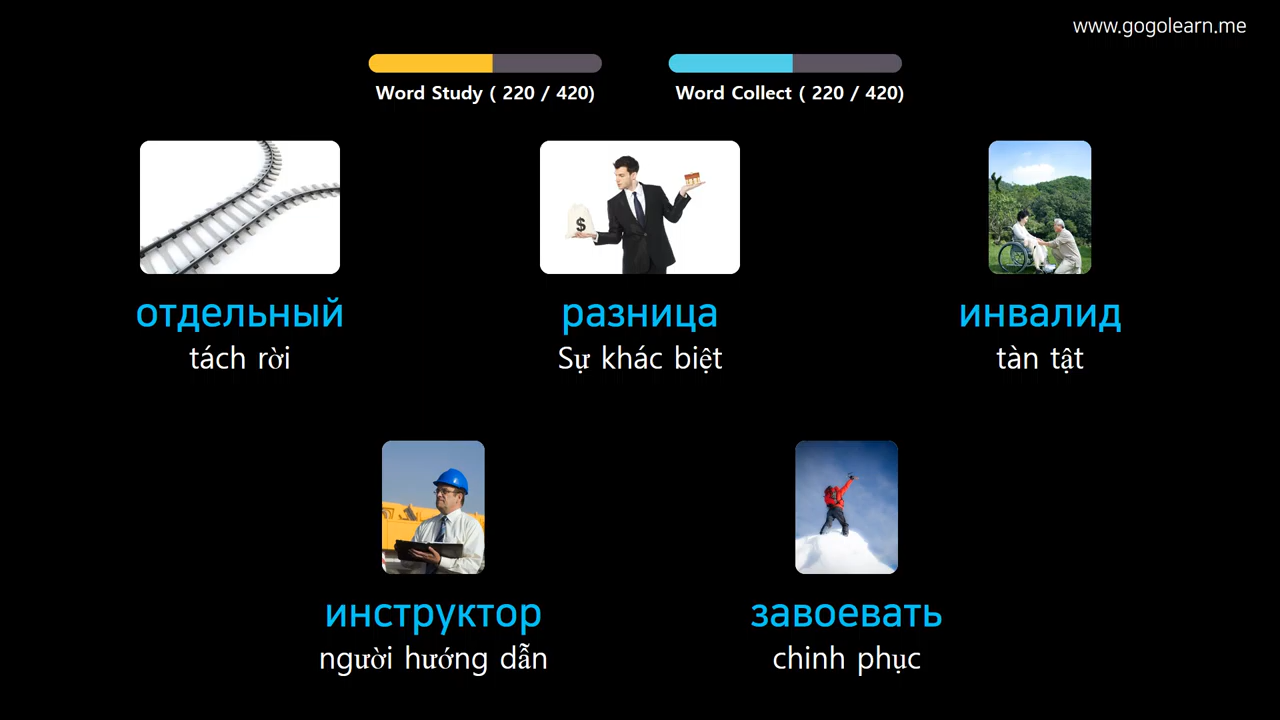 www.gogolearn.me
Word Study ( 220 / 420)
Word Collect ( 220 / 420)
$
отдельный
tách rời
разница
Sự khác biệt
инвалид
tàn tật
инструктор
người hướng dẫn
завоевать
chinh phục